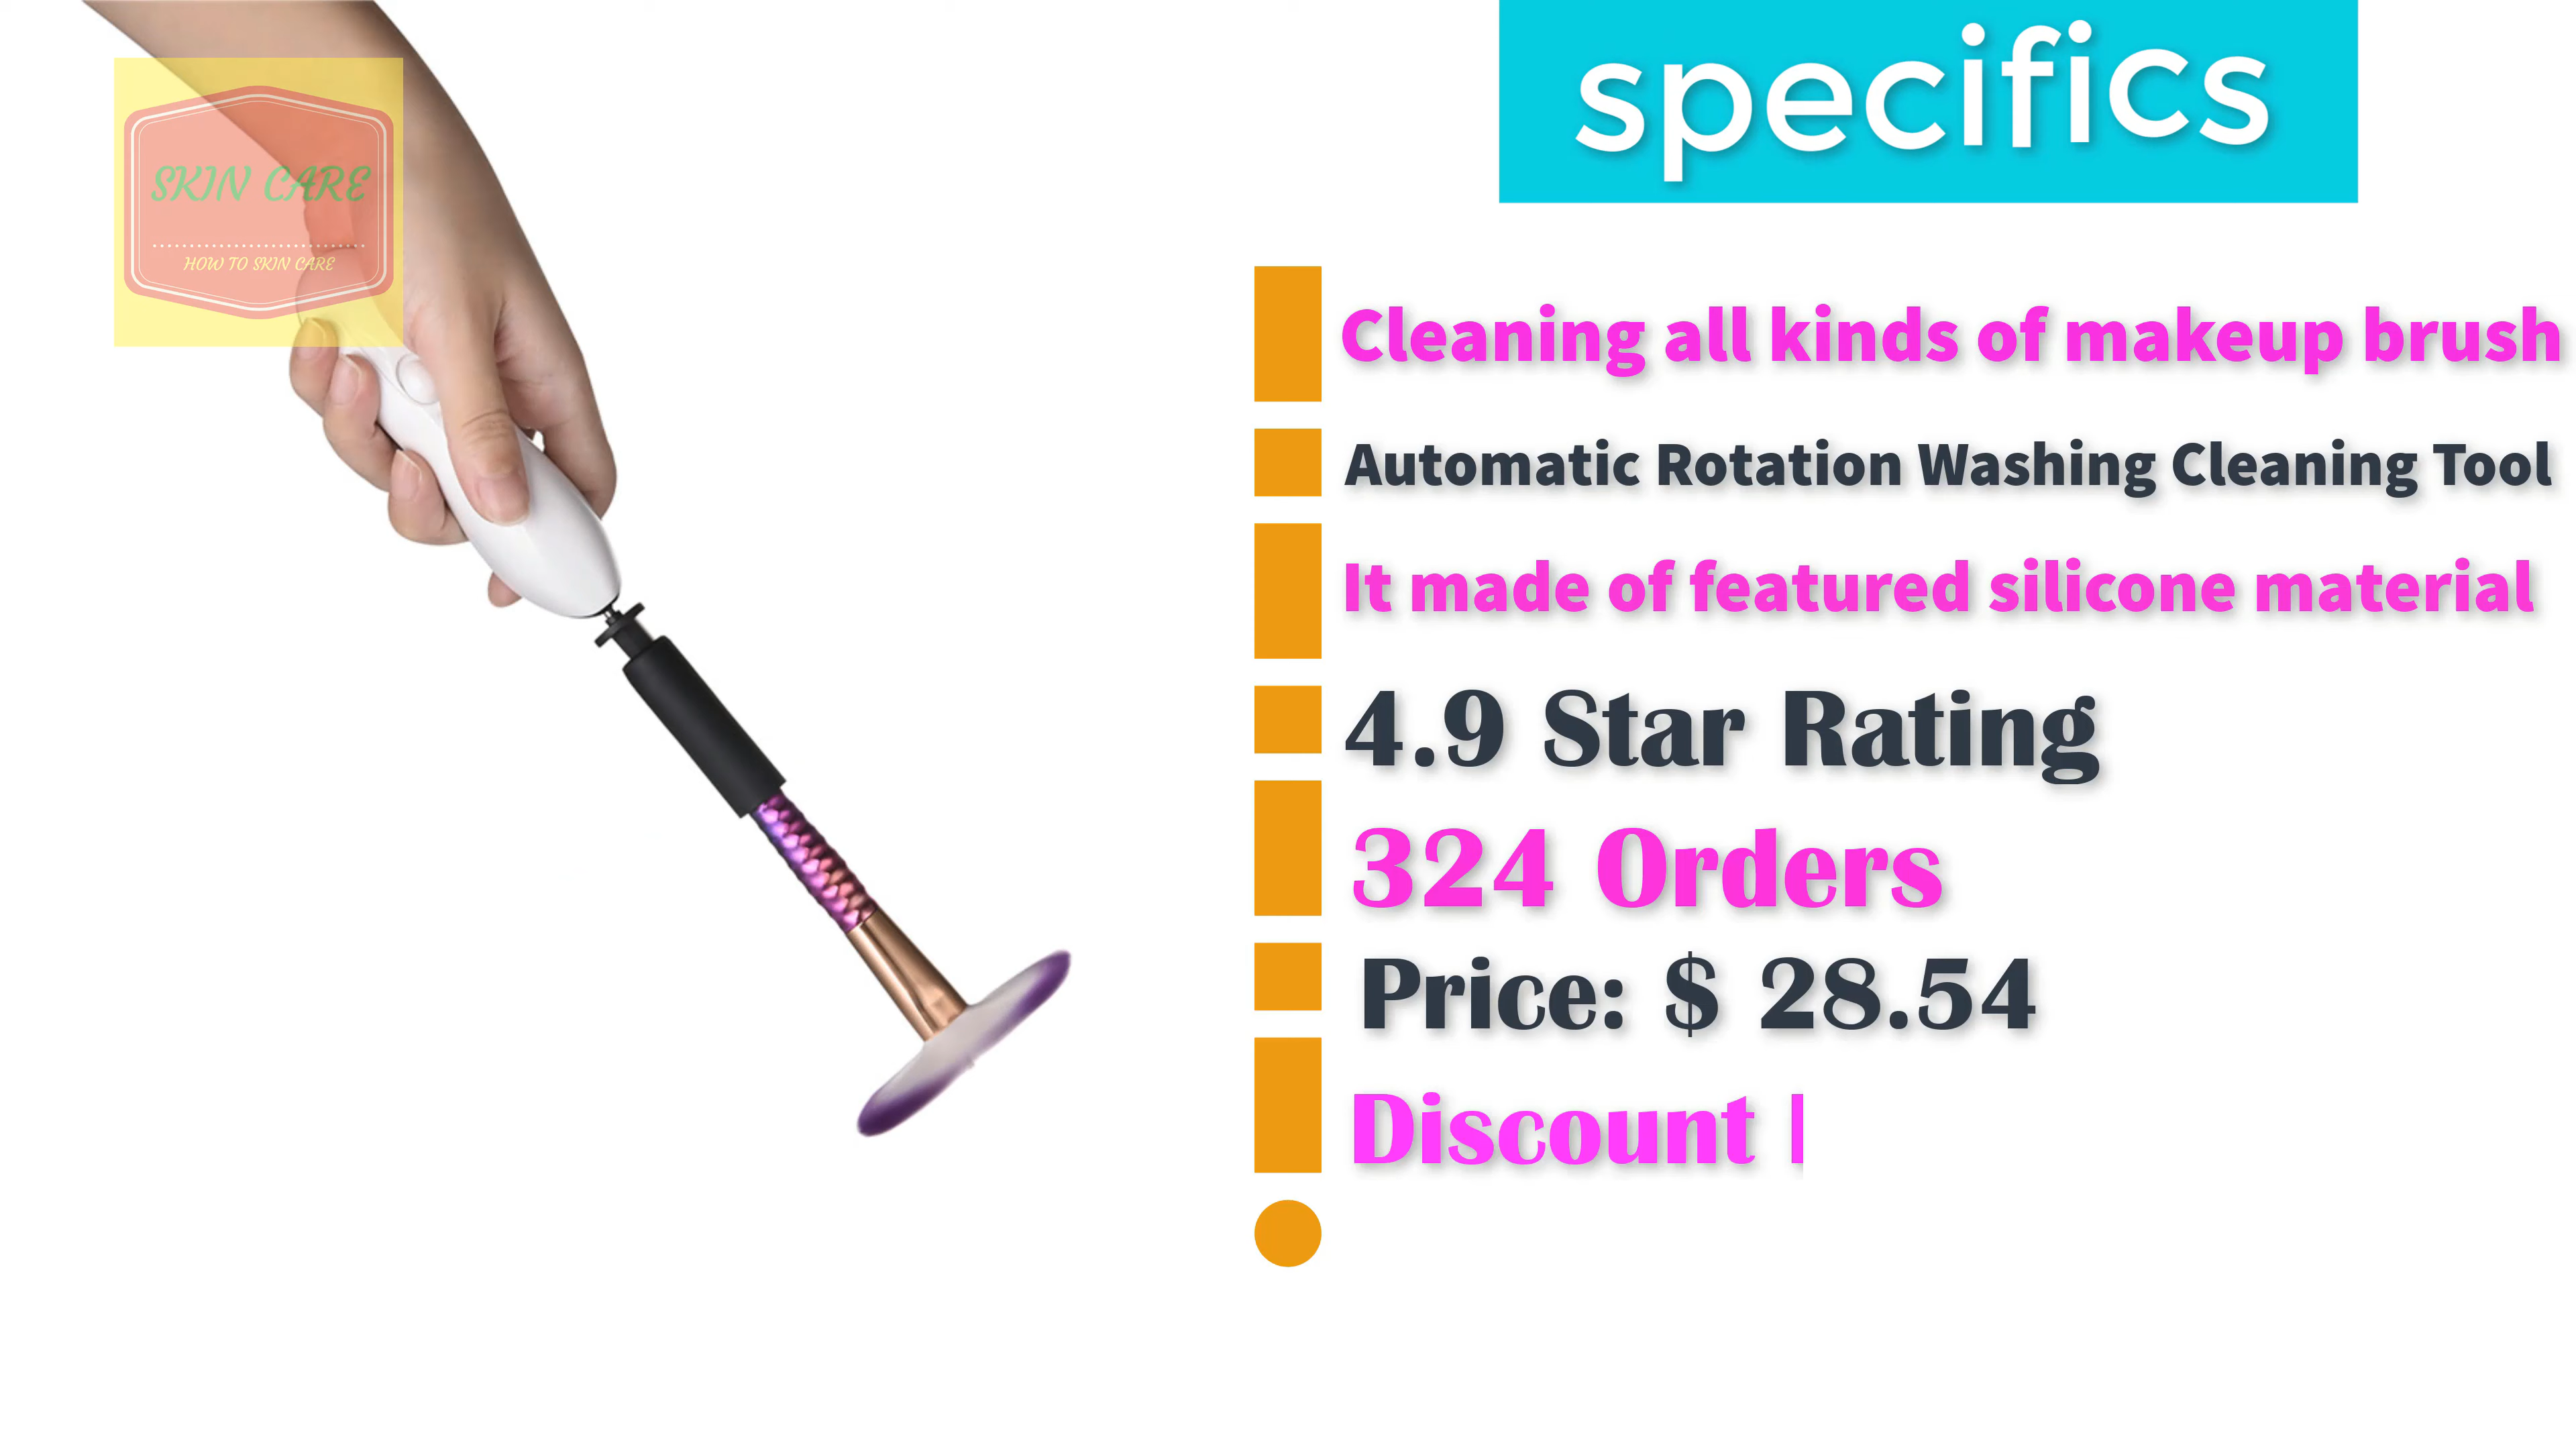 SKIN CARE
HOW TO SKIN CARE
specifics
Cleaning all kinds of makeup brush
Automatic Rotation Washing Cleaning Tool
It made of featured silicone material
4.9 Star Rating
324 Orders
Price: $ 28.54
Discount